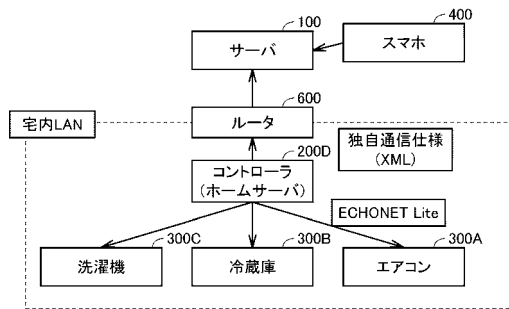 100
400
サーバ
スマホ
600
宅内LAN
ルータ
200D
独自通信仕様
(XML)
コントローラ
(ホームサーバ)
ECHONET Lite
300C
300B
300A
洗濯機
冷蔵庫
エアコン